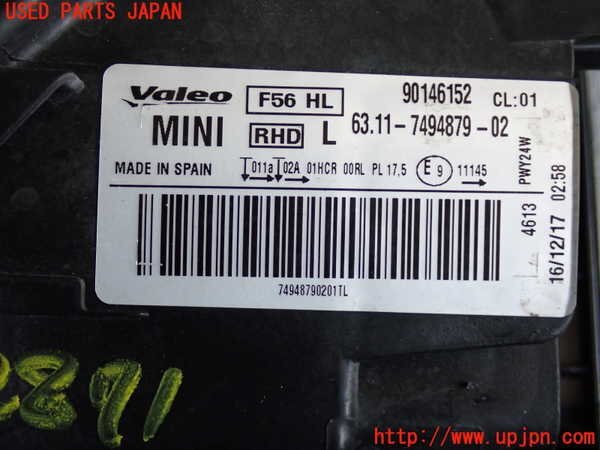 USED PARTS JAPAN
Valeo F56 HL 90146152 CL:01
MINI RHD L 63.11-7494879-02
MADE IN SPAIN 011a 02A 01HCR 00RL PL 17,5 E9 11145
PWY24W
4613
16/12/17 02:58
74948790201TL
2891
http://www.upjpn.com/